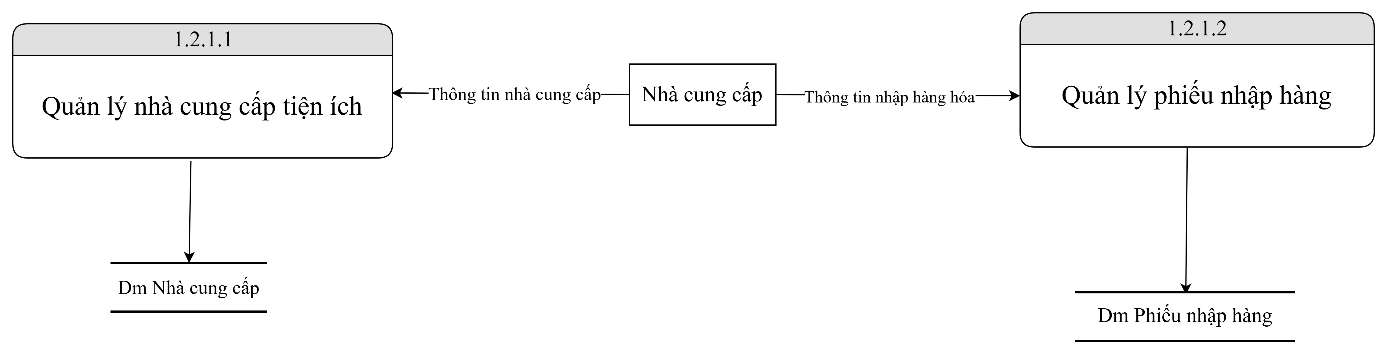 1.2.1.1
Quản lý nhà cung cấp tiện ích
Thông tin nhà cung cấp
Nhà cung cấp
Thông tin nhập hàng hóa
1.2.1.2
Quản lý phiếu nhập hàng
Dm Nhà cung cấp
Dm Phiếu nhập hàng